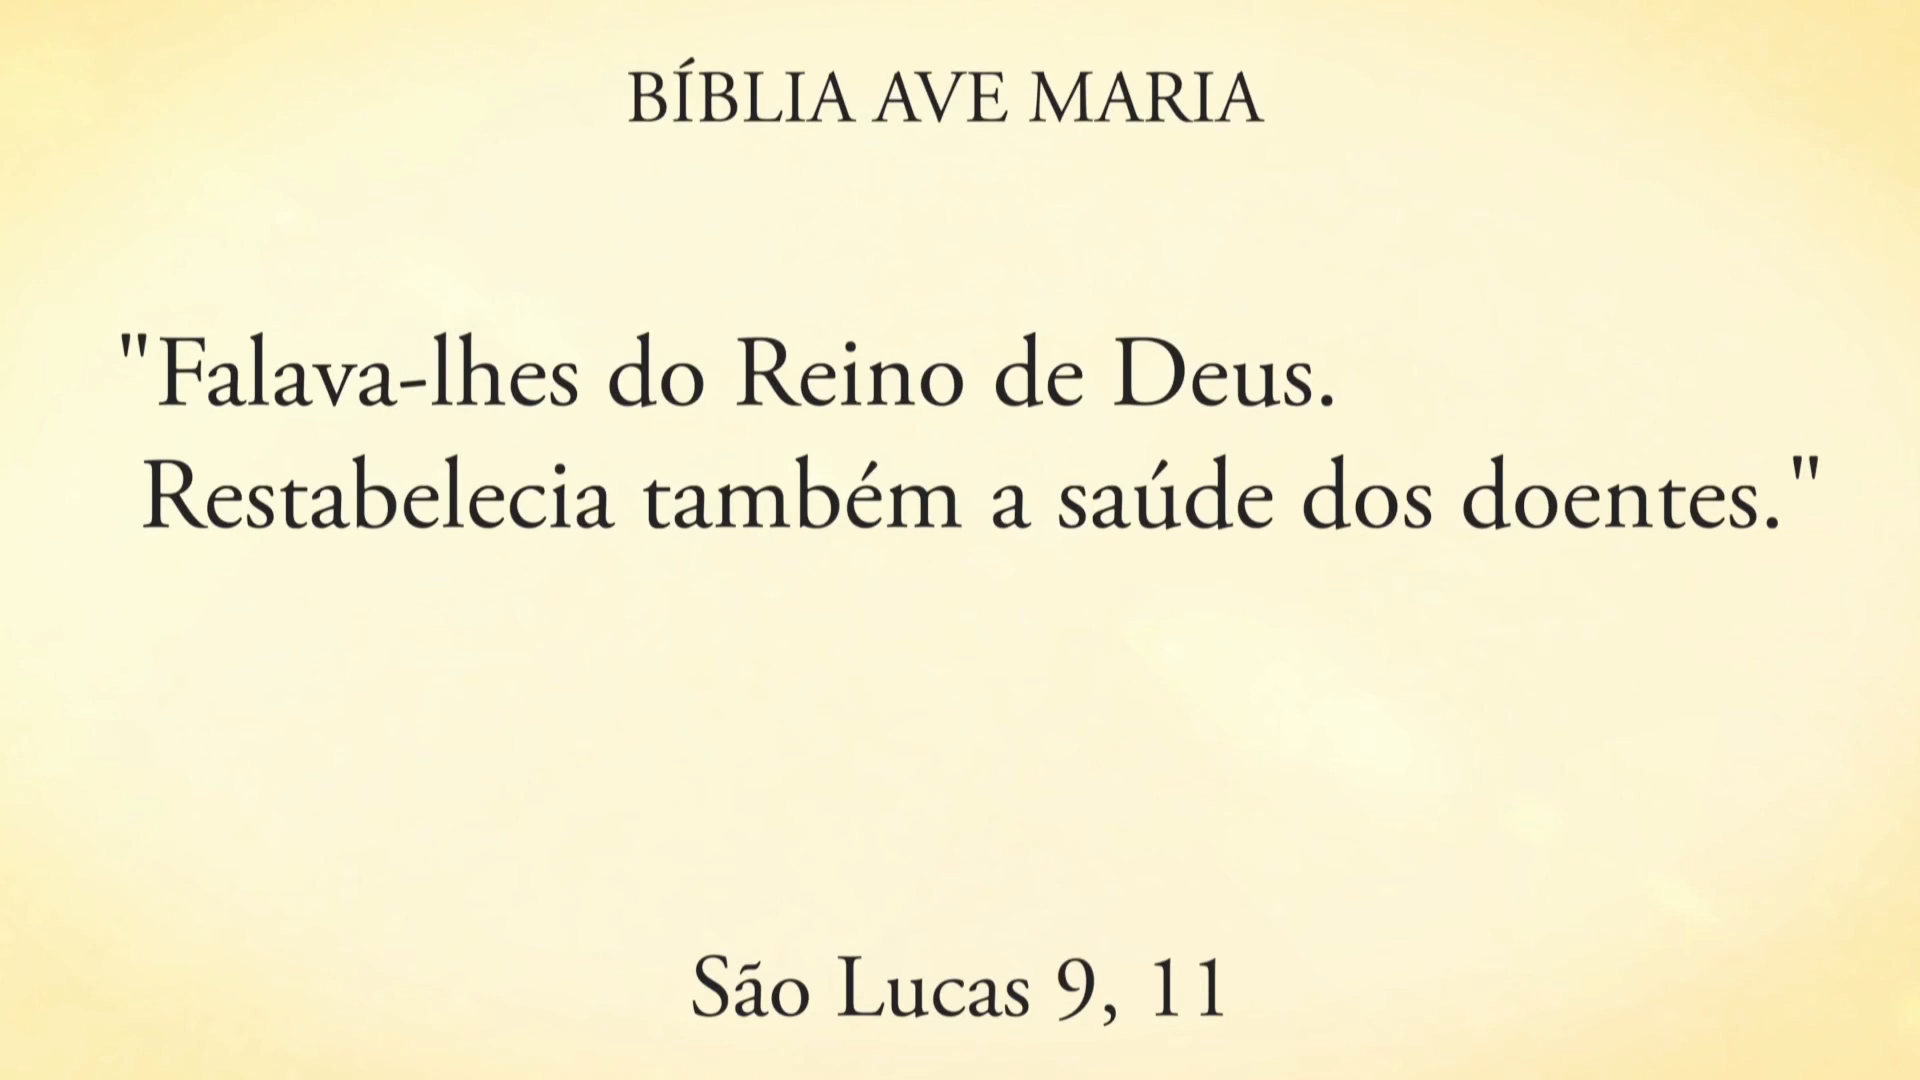 BÍBLIA AVE MARIA
"Falava-lhes do Reino de Deus.
Restabelecia também a saúde dos doentes."
São Lucas 9, 11